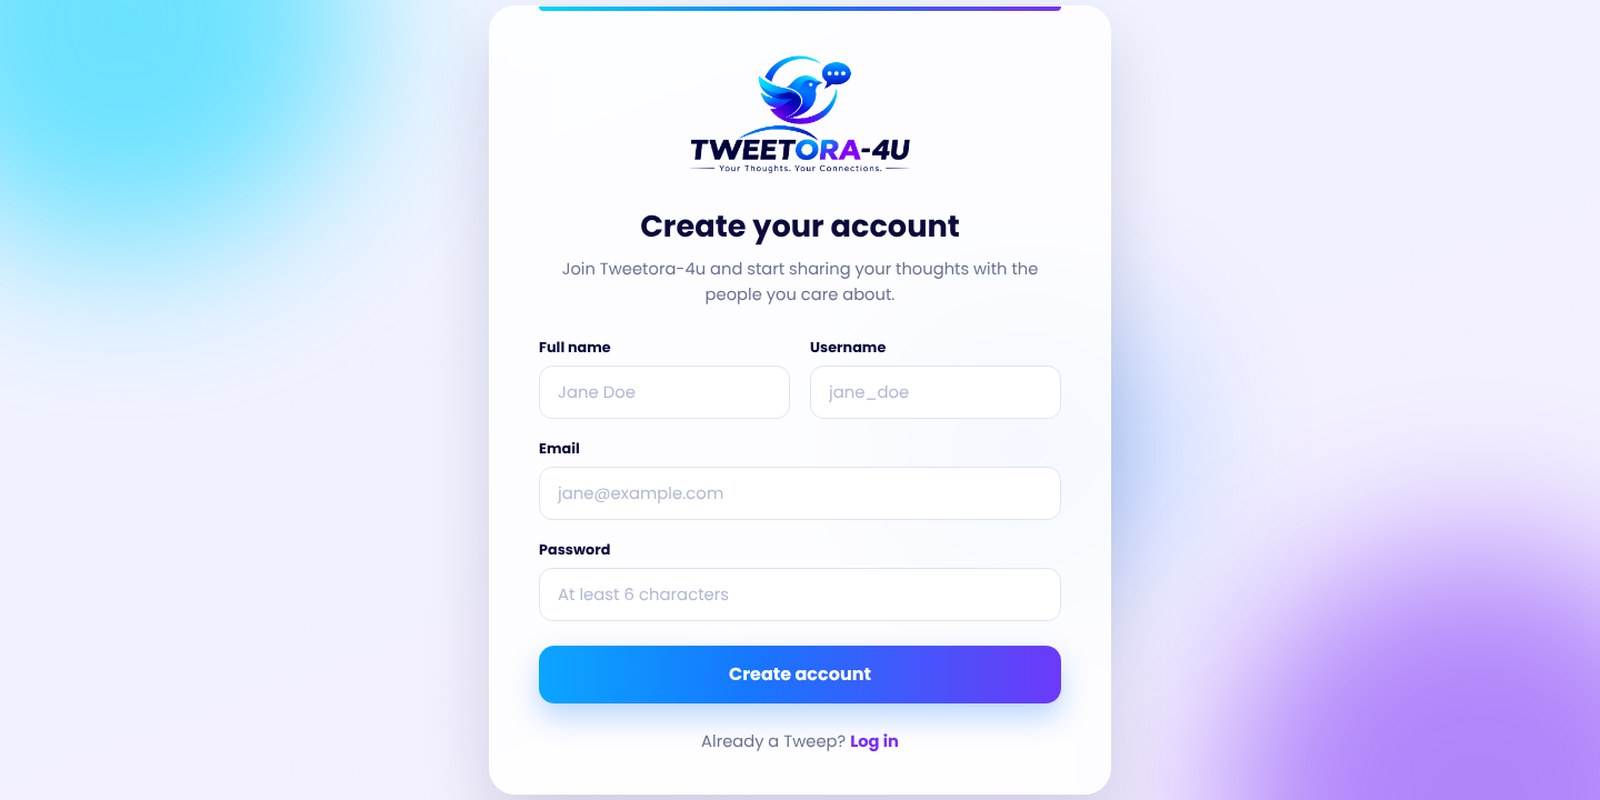 TWEETORA-4U
Your Thoughts. Your Connections.
Create your account
Join Tweetora-4u and start sharing your thoughts with the
people you care about.
Full name
Username
Jane Doe
jane_doe
Email
jane@example.com
Password
At least 6 characters
Create account
Already a Tweep? Log in